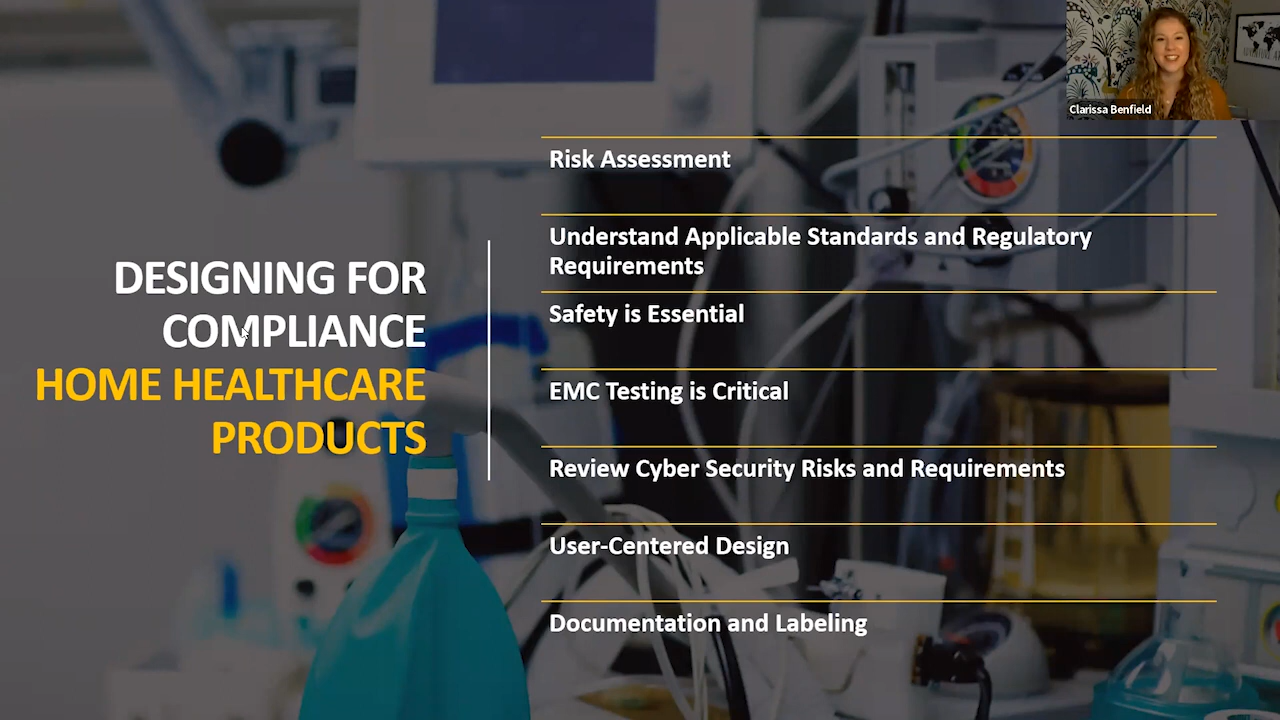 Clarissa Benfield
DESIGNING FOR
COMPLIANCE
HOME HEALTHCARE
PRODUCTS
Risk Assessment
Understand Applicable Standards and Regulatory
Requirements
Safety is Essential
EMC Testing is Critical
Review Cyber Security Risks and Requirements
User-Centered Design
Documentation and Labeling